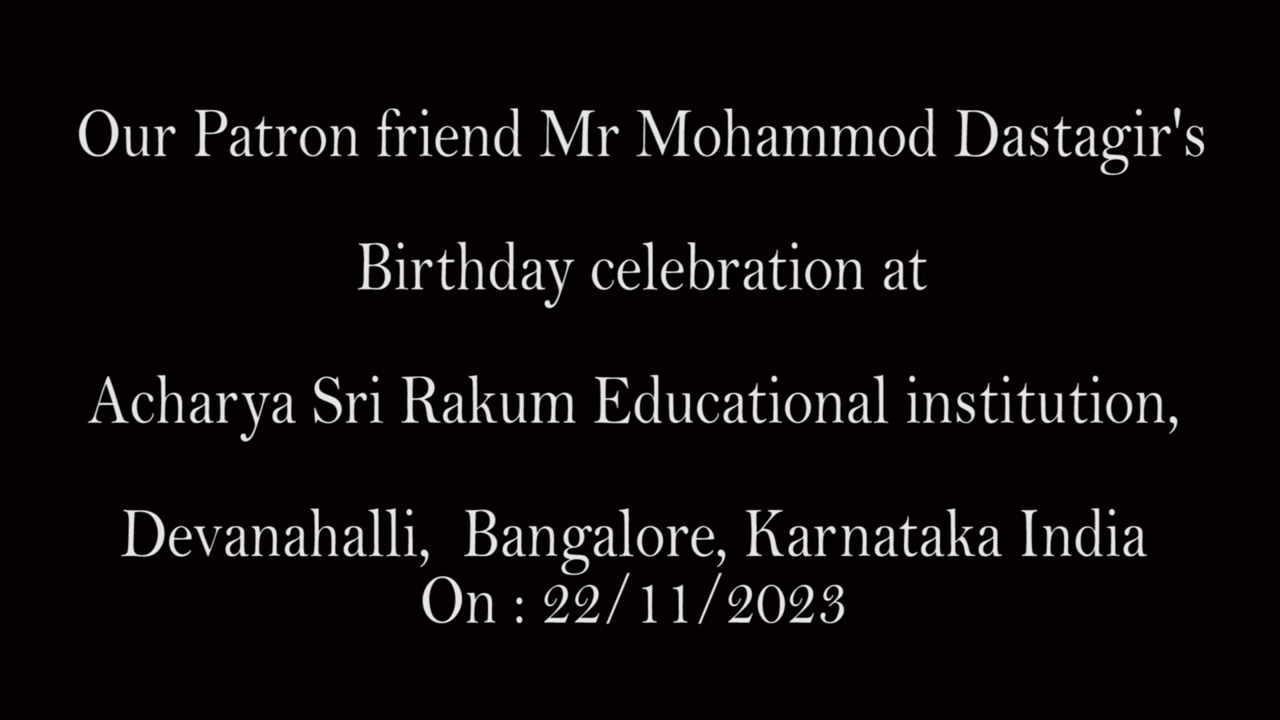 Our Patron friend Mr Mohammod Dastagir's
Birthday celebration at
Acharya Sri Rakum Educational institution,
Devanahalli,  Bangalore, Karnataka India
On : 22/11/2023